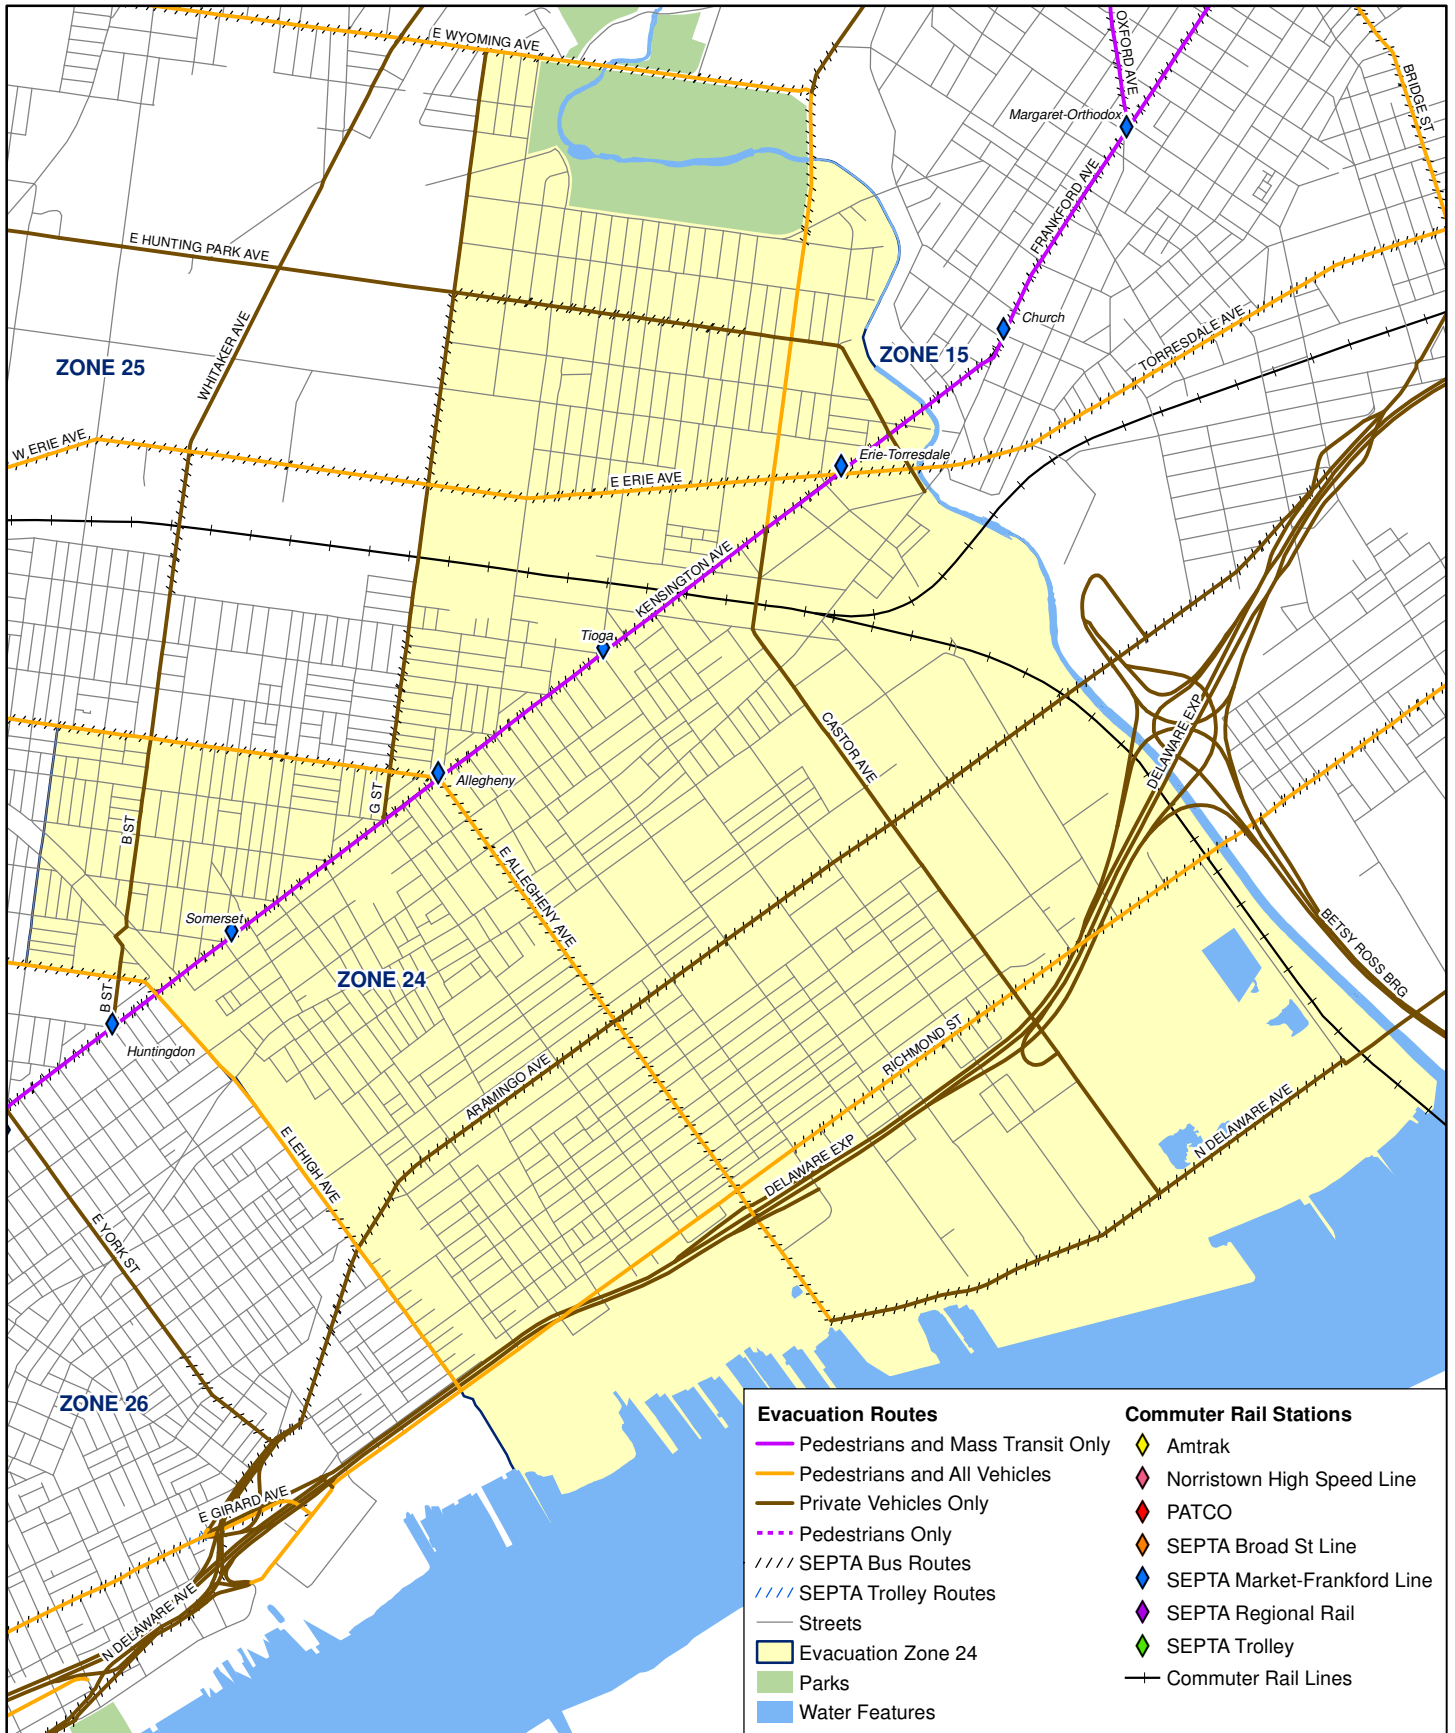 E WYOMING AVE
OXFORD AVE
BRIDGE ST
Margaret-Orthodox
FRANKFORD AVE
E HUNTING PARK AVE
Church
WHITAKER AVE
ZONE 25
ZONE 15
TORRESDALE AVE
W ERIE AVE
Erie-Torresdale
E ERIE AVE
KENSINGTON AVE
Tioga
CASTOR AVE
DELAWARE EXP
Allegheny
G ST
B ST
E ALLEGHENY AVE
Somerset
ZONE 24
BETSY ROSS BRG
B ST
Huntingdon
RICHMOND ST
ARAMINGO AVE
N DELAWARE AVE
E LEHIGH AVE
DELAWARE EXP
E YORK ST
ZONE 26
E GIRARD AVE
N DELAWARE AVE
Evacuation Routes
Pedestrians and Mass Transit Only
Pedestrians and All Vehicles
Private Vehicles Only
Pedestrians Only
SEPTA Bus Routes
SEPTA Trolley Routes
Streets
Evacuation Zone 24
Parks
Water Features
Commuter Rail Stations
Amtrak
Norristown High Speed Line
PATCO
SEPTA Broad St Line
SEPTA Market-Frankford Line
SEPTA Regional Rail
SEPTA Trolley
Commuter Rail Lines